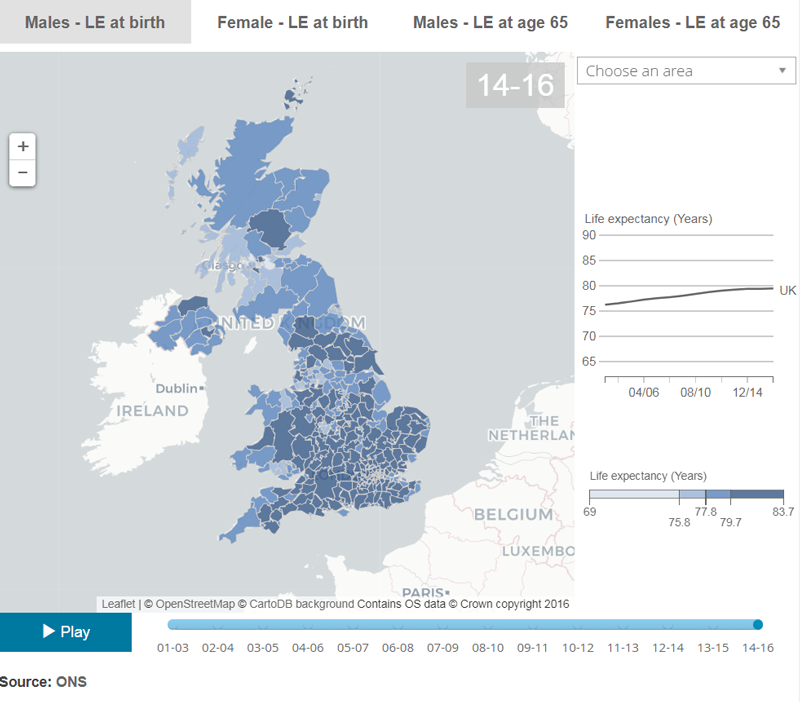 Males - LE at birth
Female - LE at birth
Males - LE at age 65
Females - LE at age 65
14-16
Choose an area
+
−
Life expectancy (Years)
90
85
80
UK
75
70
65
04/06
08/10
12/14
UNITED KINGDOM
Dublin
IRELAND
THE
NETHERLAN
BELGIUM
LUXEMBO
PARIS
Life expectancy (Years)
69
75.8
77.8
79.7
83.7
Leaflet | © OpenStreetMap © CartoDB background Contains OS data © Crown copyright 2016
Play
01-03
02-04
03-05
04-06
05-07
06-08
07-09
08-10
09-11
10-12
11-13
12-14
13-15
14-16
Source: ONS